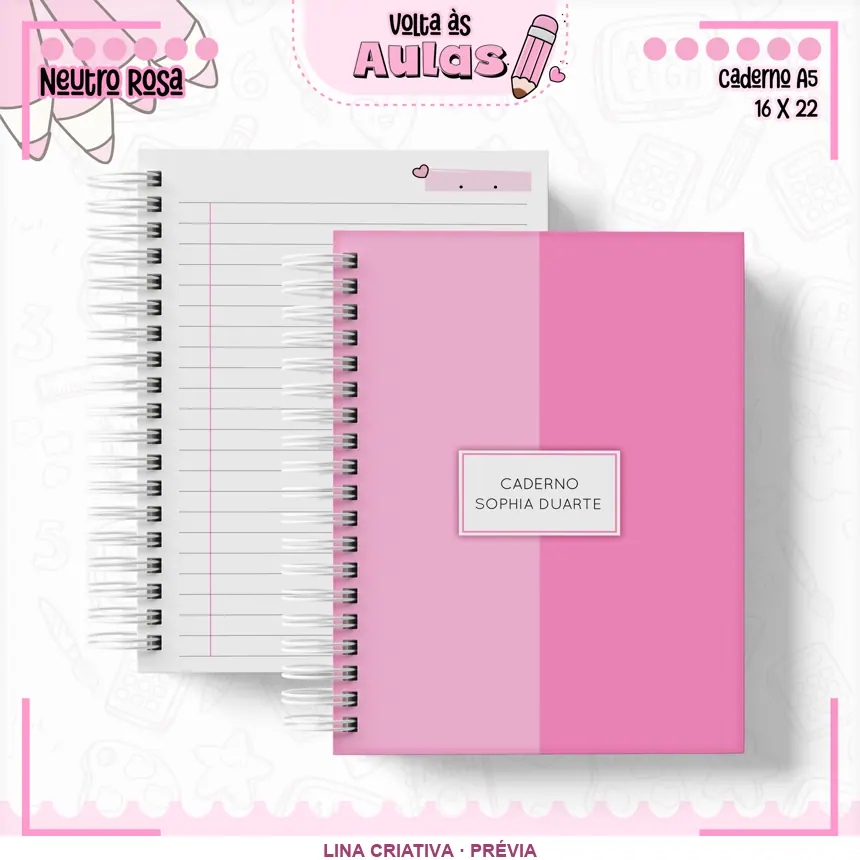 Volta às
Aulas
Neutro Rosa
Caderno A5
16 X 22
CADERNO
SOPHIA DUARTE
LINA CRIATIVA · PRÉVIA